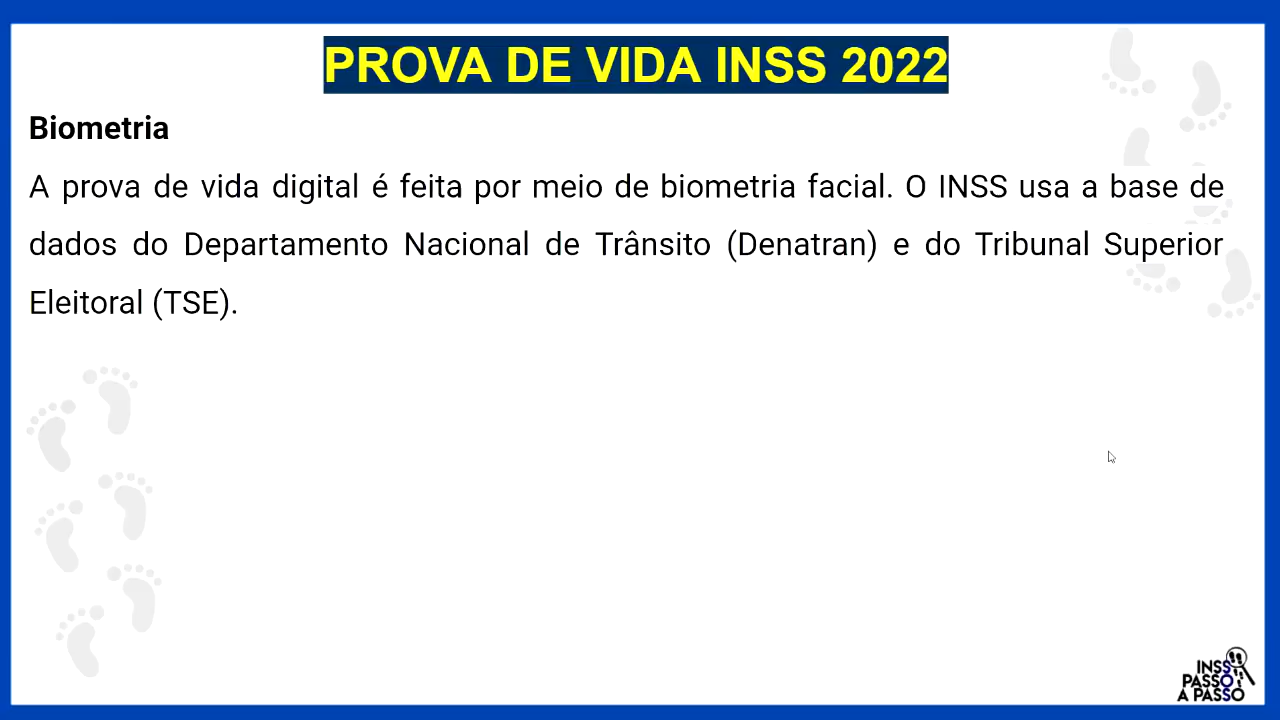 PROVA DE VIDA INSS 2022
Biometria
A prova de vida digital é feita por meio de biometria facial. O INSS usa a base de
dados do Departamento Nacional de Trânsito (Denatran) e do Tribunal Superior
Eleitoral (TSE).
INSS
PASSO
A PASSO